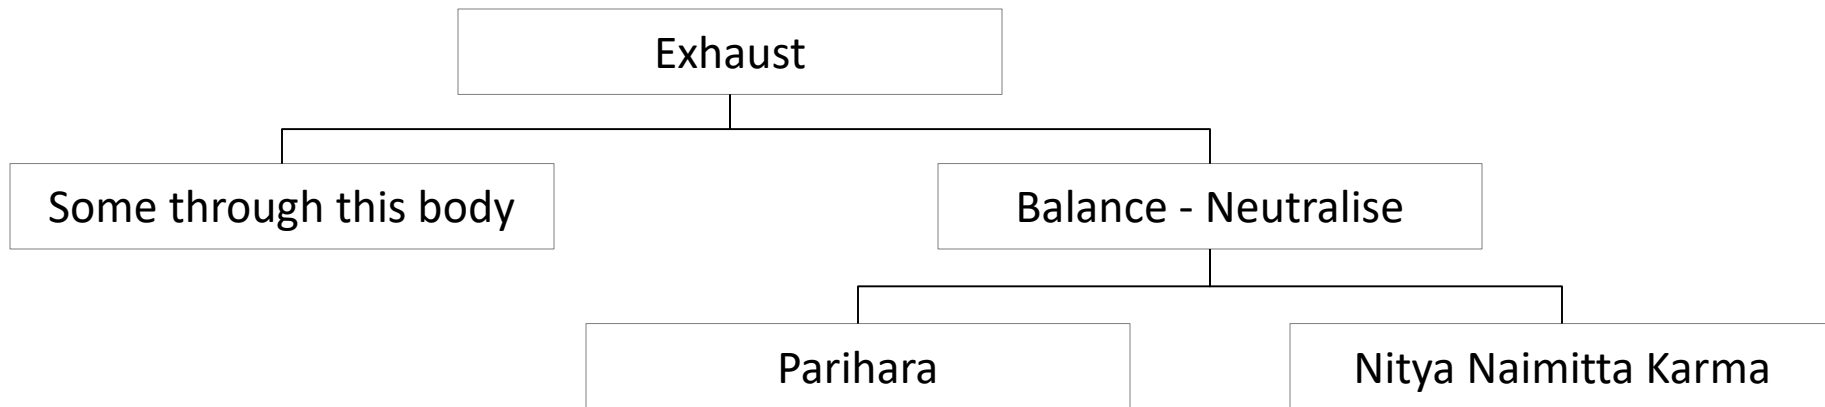 Exhaust
Some through this body
Balance - Neutralise
Parihara
Nitya Naimitta Karma